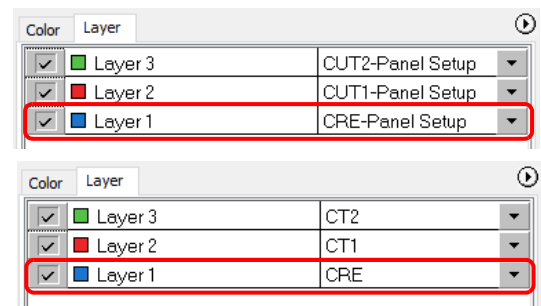 Color Layer
Layer 3 CUT2-Panel Setup
Layer 2 CUT1-Panel Setup
Layer 1 CRE-Panel Setup
Color Layer
Layer 3 CT2
Layer 2 CT1
Layer 1 CRE